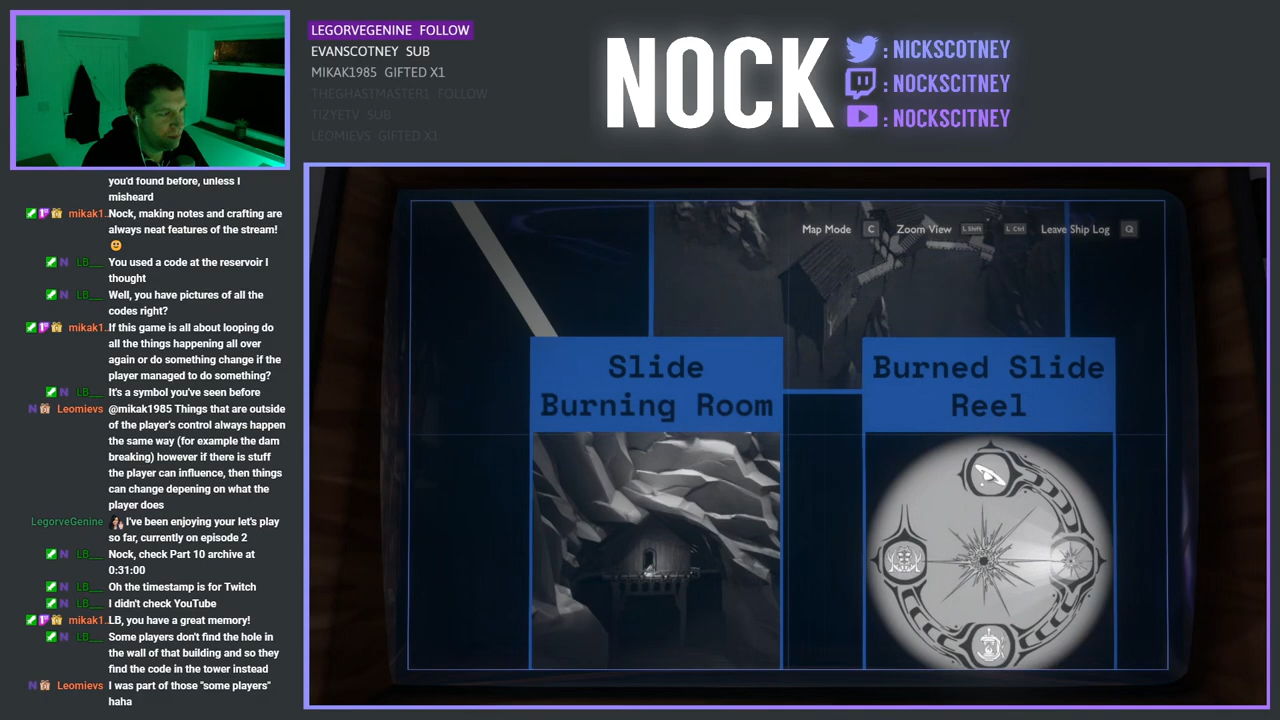 LEGORVEGENINE FOLLOW
EVANSCOTNEY SUB
MIKAK1985 GIFTED X1
THEGHASTMASTER1 FOLLOW
TIZYETV SUB
LEOMIEVS GIFTED X1
NOCK
: NICKSCOTNEY
: NOCKSCITNEY
: NOCKSCITNEY
you'd found before, unless I
misheard
mikak1.. Nock, making notes and crafting are
always neat features of the stream!
LB__ You used a code at the reservoir I
thought
LB__ Well, you have pictures of all the
codes right?
mikak1.. If this game is all about looping do
all the things happening all over
again or do something change if the
player managed to do something?
LB__ It's a symbol you've seen before
Leomievs @mikak1985 Things that are outside
of the player's control always happen
the same way (for example the dam
breaking) however if there is stuff
the player can influence, then things
can change depening on what the
player does
LegorveGenine I've been enjoying your let's play
so far, currently on episode 2
LB__ Nock, check Part 10 archive at
0:31:00
LB__ Oh the timestamp is for Twitch
LB__ I didn't check YouTube
mikak1.. LB, you have a great memory!
LB__ Some players don't find the hole in
the wall of that building and so they
find the code in the tower instead
Leomievs I was part of those "some players"
haha
Map Mode C Zoom View L Shift L Ctrl Leave Ship Log Q
Slide
Burning Room
Burned Slide
Reel